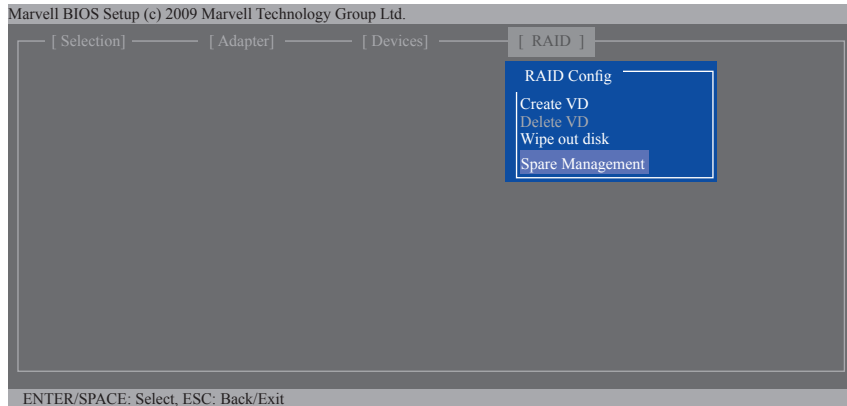 Marvell BIOS Setup (c) 2009 Marvell Technology Group Ltd.
[ Selection] [ Adapter] [ Devices] [ RAID ]
RAID Config
Create VD
Delete VD
Wipe out disk
Spare Management
ENTER/SPACE: Select, ESC: Back/Exit